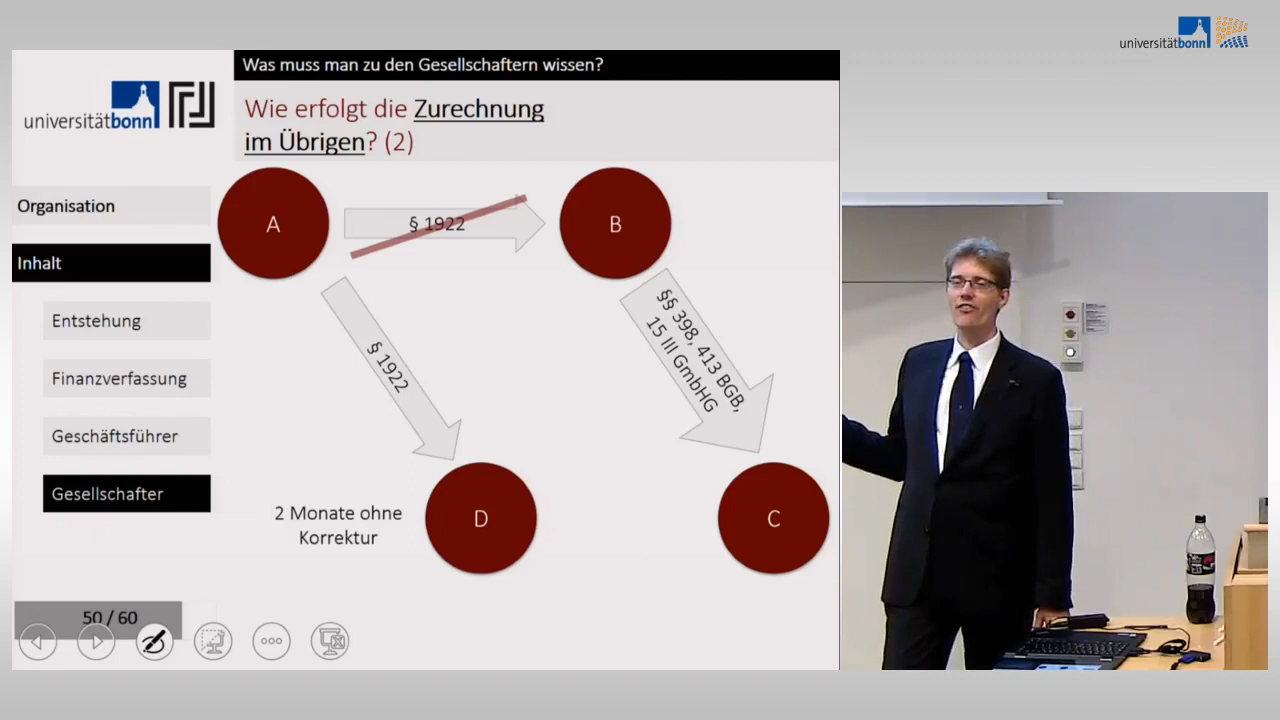 universitätbonn
Was muss man zu den Gesellschaftern wissen?
universitätbonn
Wie erfolgt die Zurechnung
im Übrigen? (2)
Organisation
Inhalt
Entstehung
Finanzverfassung
Geschäftsführer
Gesellschafter
50 / 60
A
§ 1922
B
§ 1922
§§ 398, 413 BGB,
15 III GmbHG
2 Monate ohne
Korrektur
D
C